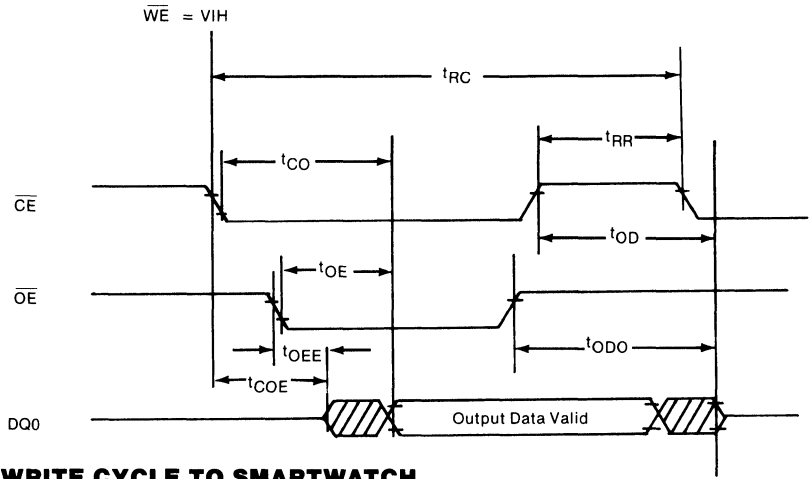 WE = VIH
tRC
tRR
tCO
CE
tOD
tOE
OE
tODO
tOEE
tCOE
DQ0
Output Data Valid
WRITE CYCLE TO SMARTWATCH